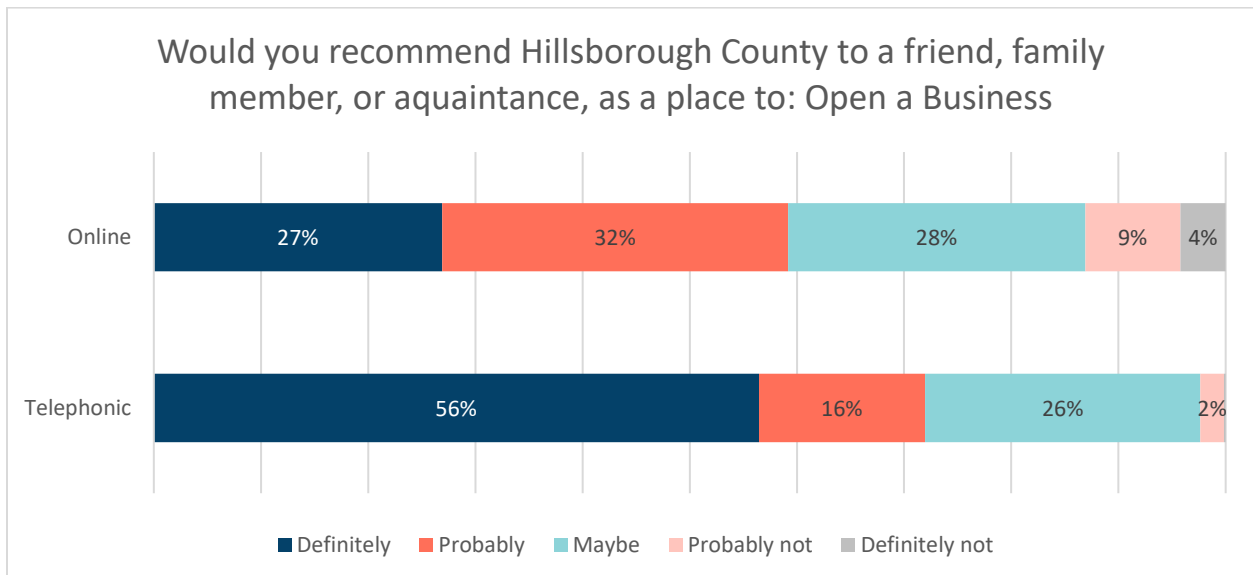 Would you recommend Hillsborough County to a friend, family
member, or aquaintance, as a place to: Open a Business
Online
27%
32%
28%
9%
4%
Telephonic
56%
16%
26%
2%
Definitely
Probably
Maybe
Probably not
Definitely not